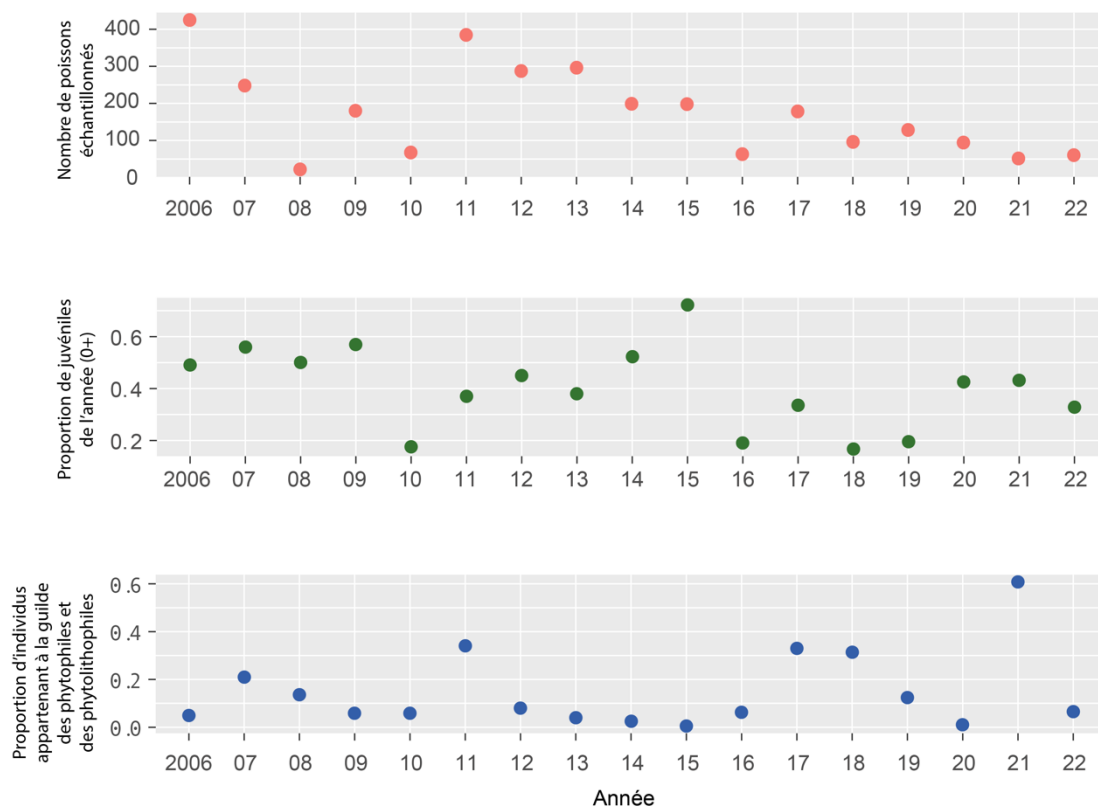 Nombre de poissons
échantillonnés
400
300
200
100
0
2006 07 08 09 10 11 12 13 14 15 16 17 18 19 20 21 22
Proportion de juvéniles
de l'année (0+)
0.6
0.4
0.2
2006 07 08 09 10 11 12 13 14 15 16 17 18 19 20 21 22
Proportion d'individus
appartenant à la guilde
des phytophiles et
des phytolithophiles
0.6
0.4
0.2
0.0
2006 07 08 09 10 11 12 13 14 15 16 17 18 19 20 21 22
Année